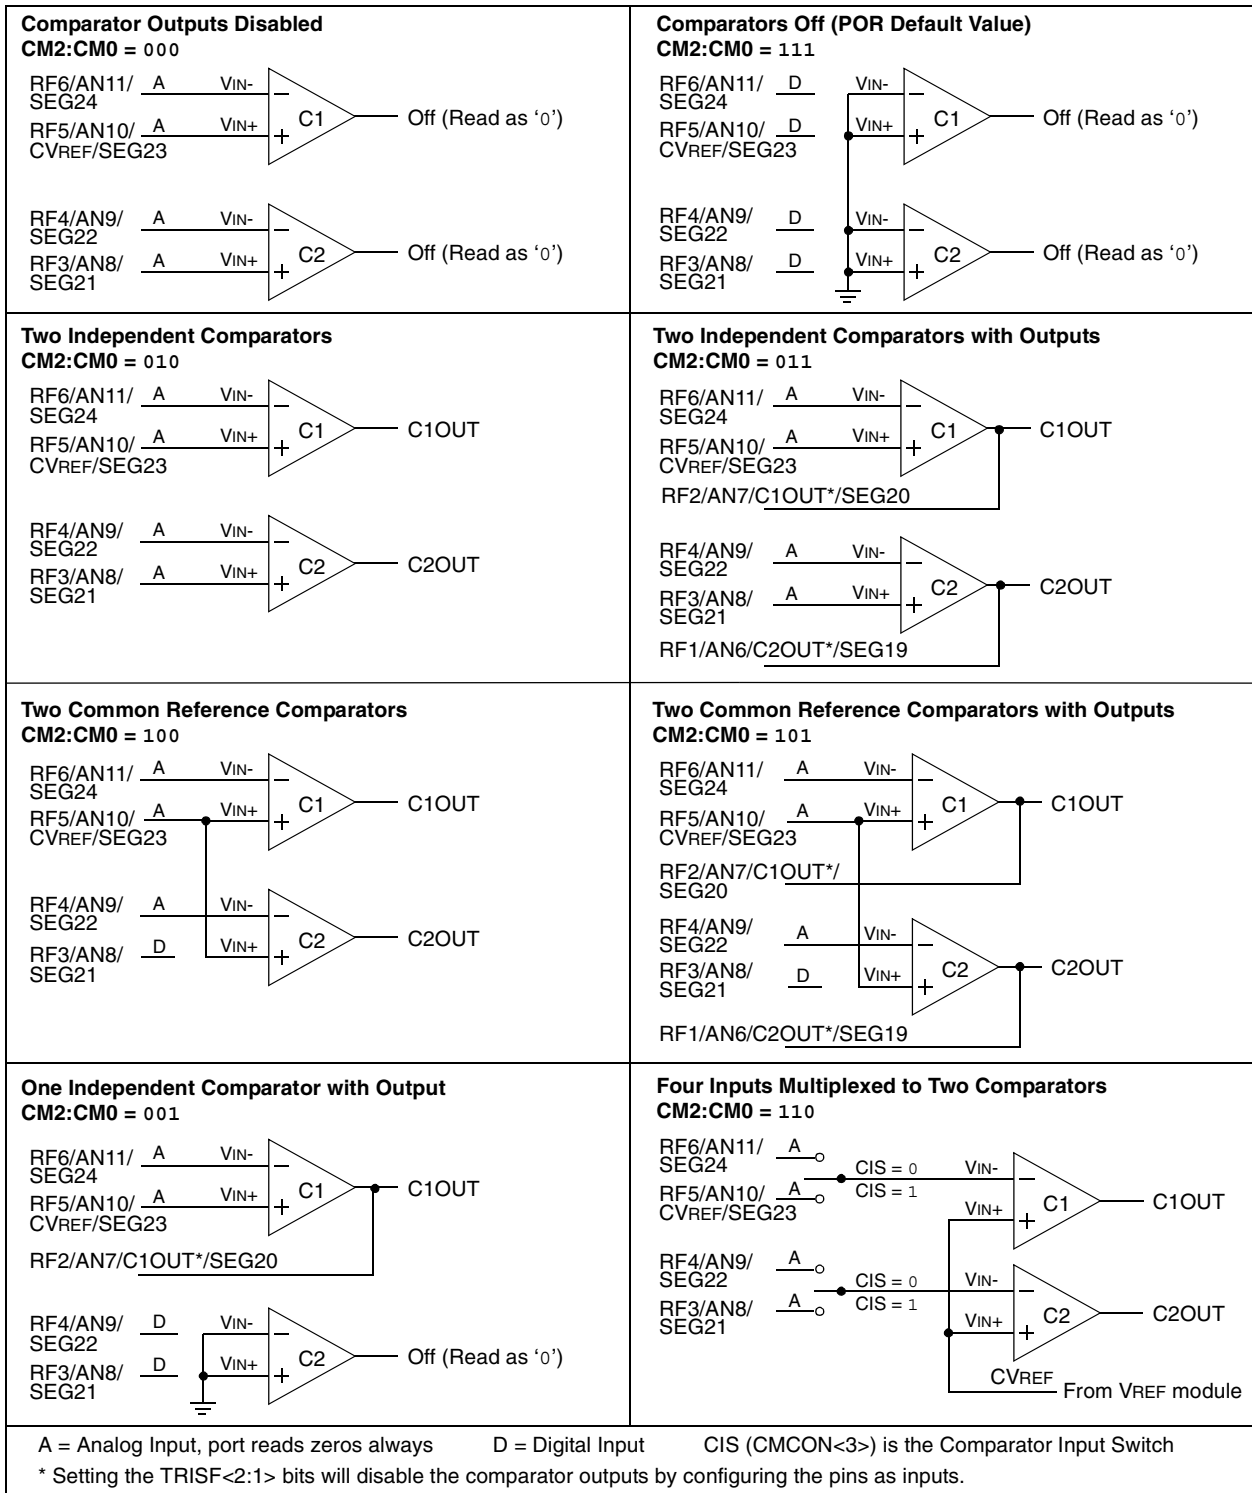 Comparator Outputs Disabled
CM2:CM0 = 000
RF6/AN11/ A VIN-
SEG24
C1 Off (Read as ‘0’)
RF5/AN10/ A VIN+
CVREF/SEG23
RF4/AN9/ A VIN-
SEG22
C2 Off (Read as ‘0’)
RF3/AN8/ A VIN+
SEG21
Comparators Off (POR Default Value)
CM2:CM0 = 111
RF6/AN11/ D VIN-
SEG24
C1 Off (Read as ‘0’)
RF5/AN10/ D VIN+
CVREF/SEG23
RF4/AN9/ D VIN-
SEG22
C2 Off (Read as ‘0’)
RF3/AN8/ D VIN+
SEG21
Two Independent Comparators
CM2:CM0 = 010
RF6/AN11/ A VIN-
SEG24
C1 C1OUT
RF5/AN10/ A VIN+
CVREF/SEG23
RF4/AN9/ A VIN-
SEG22
C2 C2OUT
RF3/AN8/ A VIN+
SEG21
Two Independent Comparators with Outputs
CM2:CM0 = 011
RF6/AN11/ A VIN-
SEG24
C1 C1OUT
RF5/AN10/ A VIN+
CVREF/SEG23
RF2/AN7/C1OUT*/SEG20
RF4/AN9/ A VIN-
SEG22
C2 C2OUT
RF3/AN8/ A VIN+
SEG21
RF1/AN6/C2OUT*/SEG19
Two Common Reference Comparators
CM2:CM0 = 100
RF6/AN11/ A VIN-
SEG24
C1 C1OUT
RF5/AN10/ A VIN+
CVREF/SEG23
RF4/AN9/ A VIN-
SEG22
C2 C2OUT
RF3/AN8/ D VIN+
SEG21
Two Common Reference Comparators with Outputs
CM2:CM0 = 101
RF6/AN11/ A VIN-
SEG24
C1 C1OUT
RF5/AN10/ A VIN+
CVREF/SEG23
RF2/AN7/C1OUT*/
SEG20
RF4/AN9/ A VIN-
SEG22
C2 C2OUT
RF3/AN8/ D VIN+
SEG21
RF1/AN6/C2OUT*/SEG19
One Independent Comparator with Output
CM2:CM0 = 001
RF6/AN11/ A VIN-
SEG24
C1 C1OUT
RF5/AN10/ A VIN+
CVREF/SEG23
RF2/AN7/C1OUT*/SEG20
RF4/AN9/ D VIN-
SEG22
C2 Off (Read as ‘0’)
RF3/AN8/ D VIN+
SEG21
Four Inputs Multiplexed to Two Comparators
CM2:CM0 = 110
RF6/AN11/ A
SEG24 CIS = 0 VIN-
RF5/AN10/ A CIS = 1
CVREF/SEG23 VIN+ C1 C1OUT
RF4/AN9/ A
SEG22 CIS = 0 VIN-
RF3/AN8/ A CIS = 1
SEG21 VIN+ C2 C2OUT
CVREF
From VREF module
A = Analog Input, port reads zeros always D = Digital Input CIS (CMCON<3>) is the Comparator Input Switch
* Setting the TRISF<2:1> bits will disable the comparator outputs by configuring the pins as inputs.